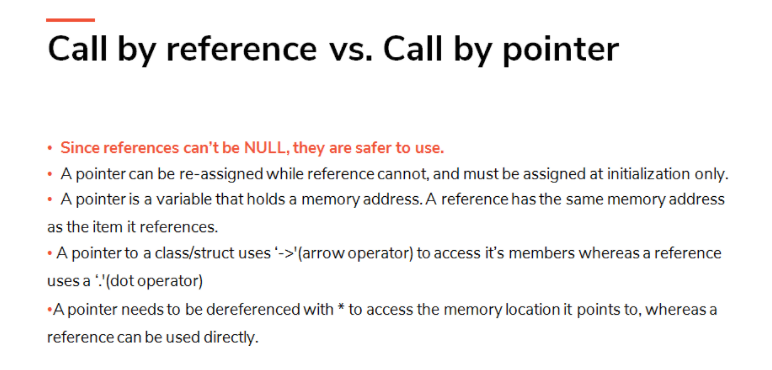 Call by reference vs. Call by pointer
• Since references can't be NULL, they are safer to use.
• A pointer can be re-assigned while reference cannot, and must be assigned at initialization only.
• A pointer is a variable that holds a memory address. A reference has the same memory address
as the item it references.
• A pointer to a class/struct uses '->'(arrow operator) to access it's members whereas a reference
uses a '.'(dot operator)
•A pointer needs to be dereferenced with * to access the memory location it points to, whereas a
reference can be used directly.